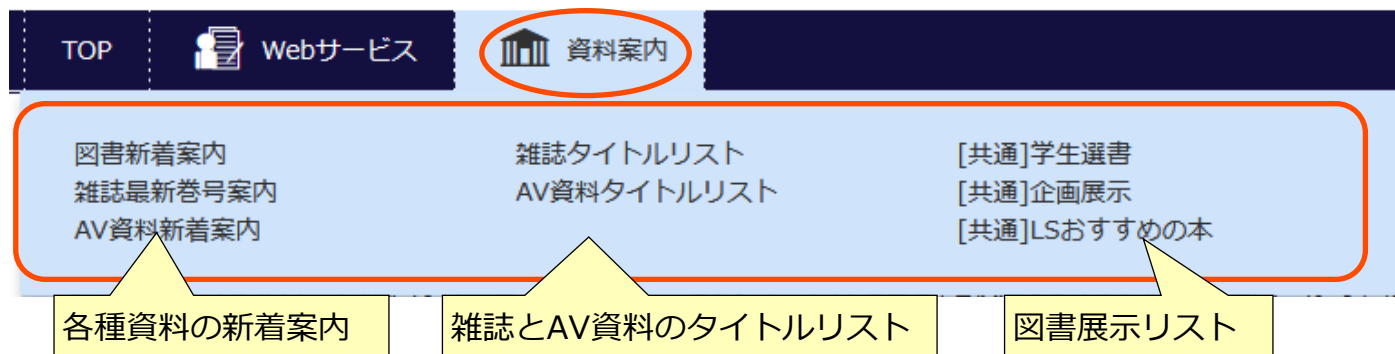 TOP
Webサービス
資料案内
図書新着案内
雑誌最新巻号案内
AV資料新着案内
雑誌タイトルリスト
AV資料タイトルリスト
[共通]学生選書
[共通]企画展示
[共通]LSおすすめの本
各種資料の新着案内
雑誌とAV資料のタイトルリスト
図書展示リスト